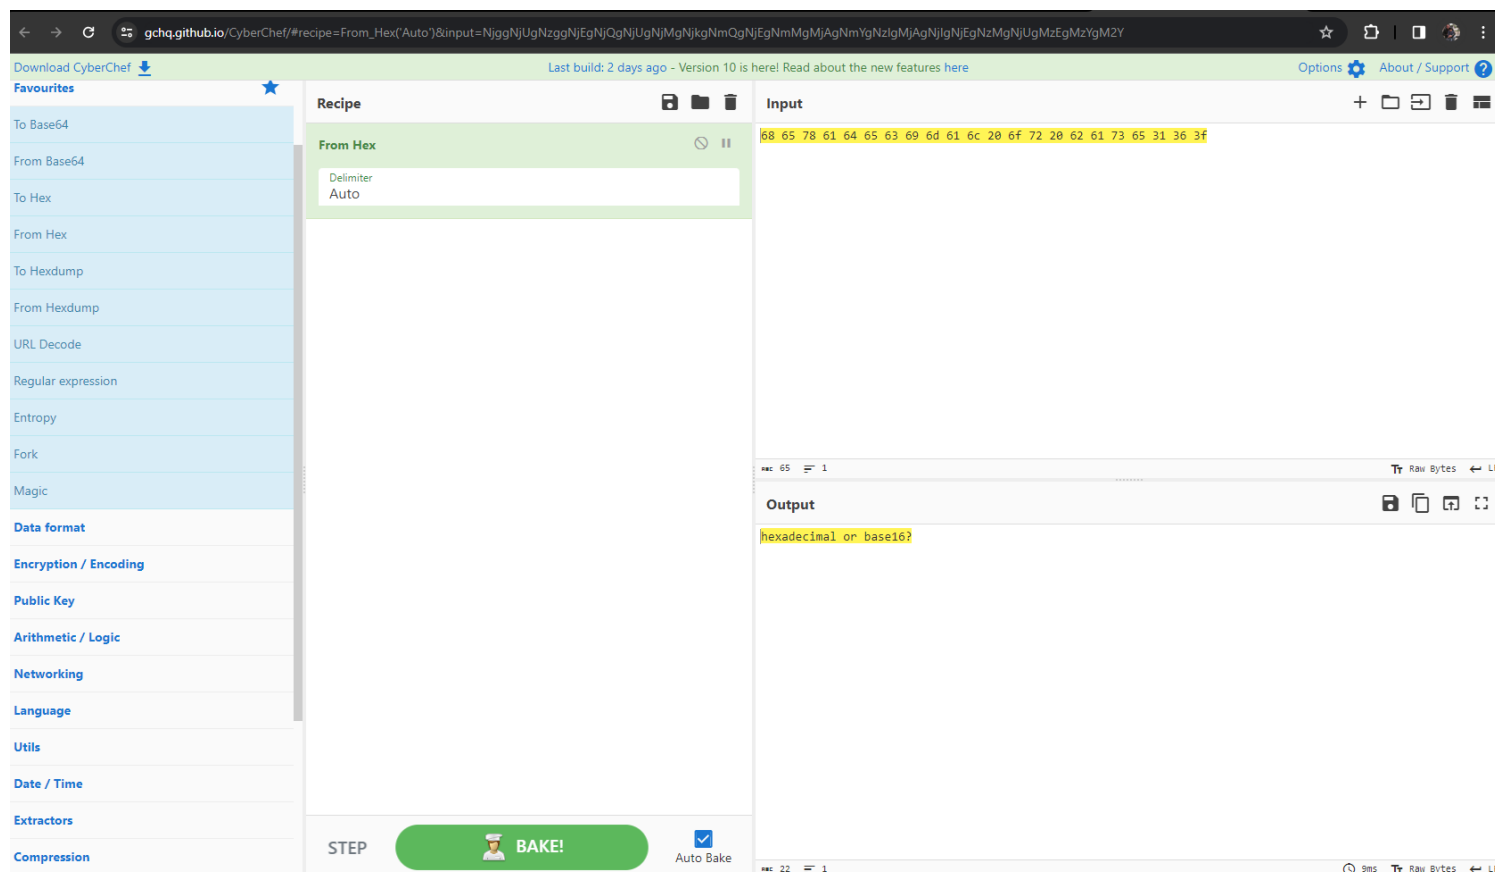 gchq.github.io/CyberChef/#recipe=From_Hex('Auto')&input=NjggNjUgNzggNjEgNjQgNjUgNjMgNjkgNmQgNjEgNmMgMjAgNmYgNzIgMjAgNjIgNjEgNzMgNjUgMzEgMzYgM2Y
Download CyberChef
Last build: 2 days ago - Version 10 is here! Read about the new features here
Options
About / Support
Favourites
To Base64
From Base64
To Hex
From Hex
To Hexdump
From Hexdump
URL Decode
Regular expression
Entropy
Fork
Magic
Data format
Encryption / Encoding
Public Key
Arithmetic / Logic
Networking
Language
Utils
Date / Time
Extractors
Compression
Recipe
From Hex
Delimiter
Auto
STEP
BAKE!
Auto Bake
Input
68 65 78 61 64 65 63 69 6d 61 6c 20 6f 72 20 62 61 73 65 31 36 3f
ABC 65 1
Tт Raw Bytes
Output
hexadecimal or base16?
ABC 22 1
9ms Tт Raw Bytes